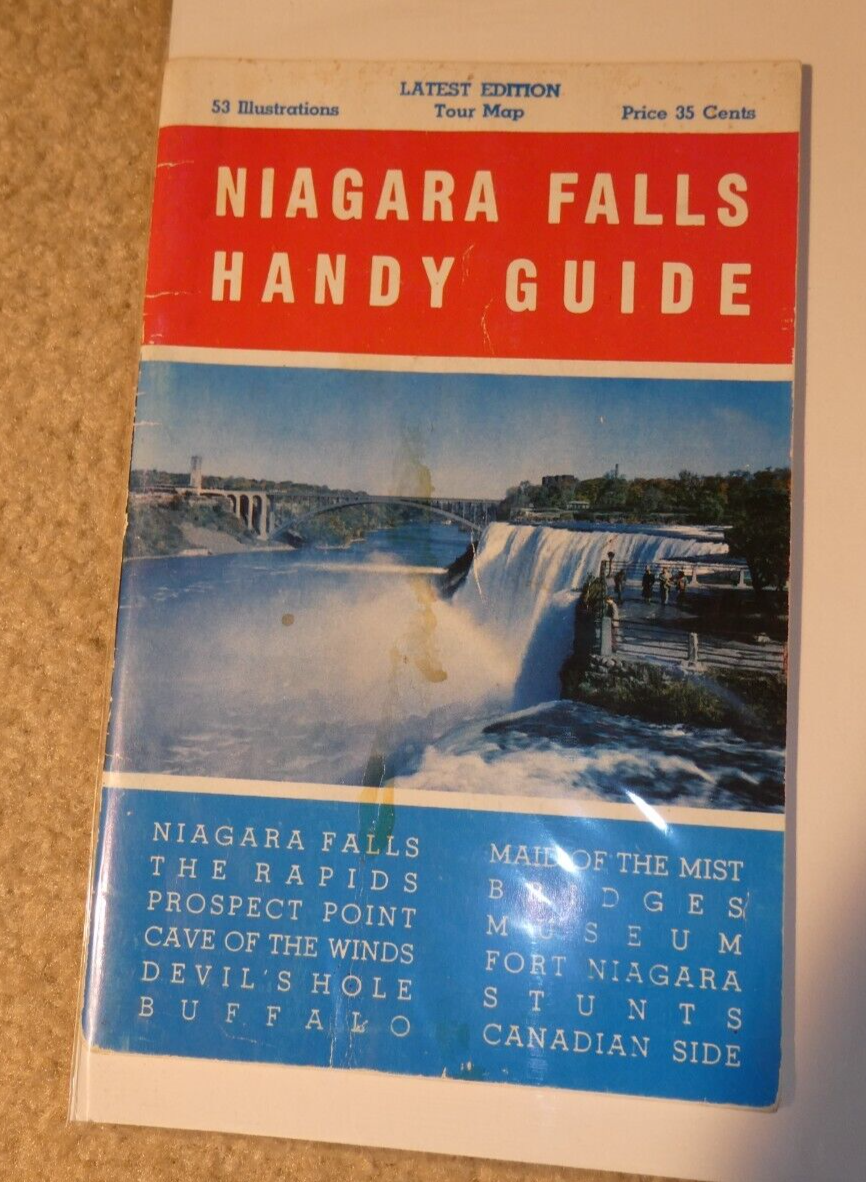 LATEST EDITION
53 Illustrations Tour Map Price 35 Cents
NIAGARA FALLS
HANDY GUIDE
NIAGARA FALLS
THE RAPIDS
PROSPECT POINT
CAVE OF THE WINDS
DEVIL'S HOLE
BUFFALO
MAID OF THE MIST
BRIDGES
MUSEUM
FORT NIAGARA
STUNTS
CANADIAN SIDE